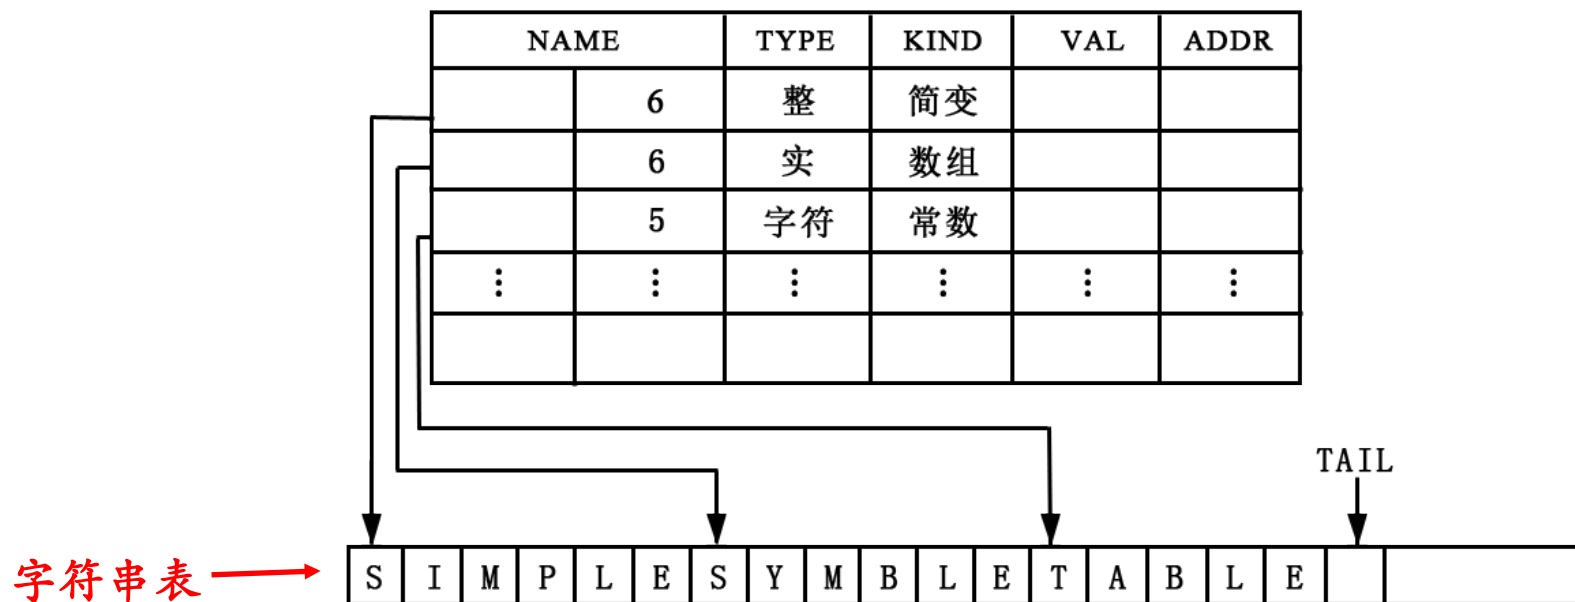 NAME TYPE KIND VAL ADDR
6 整 简变
6 实 数组
5 字符 常数
⋮ ⋮ ⋮ ⋮ ⋮ ⋮
TAIL
字符串表 S I M P L E S Y M B L E T A B L E